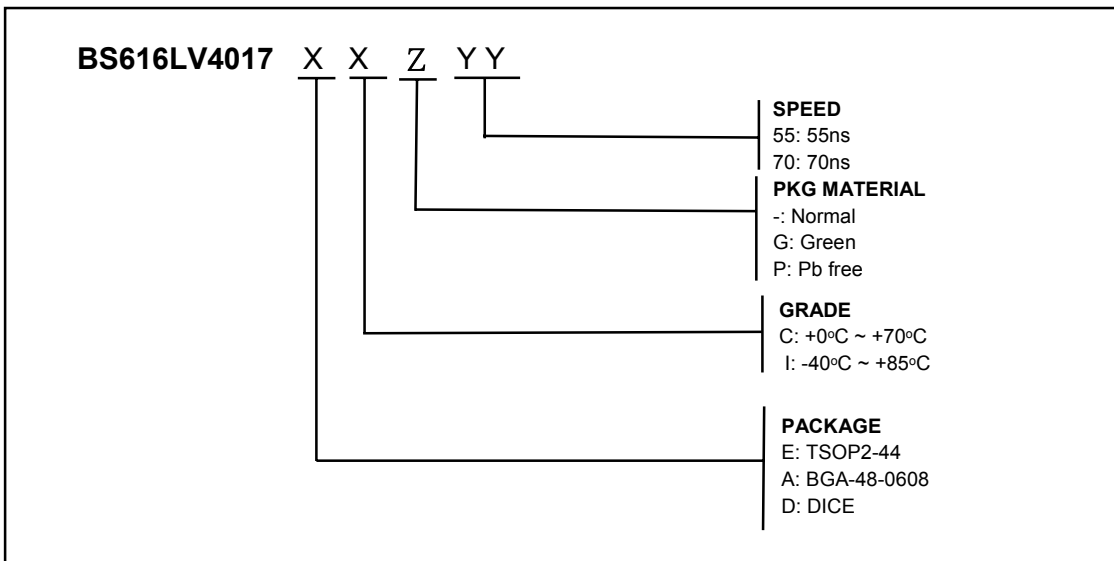 BS616LV4017 X X Z Y Y
SPEED
55: 55ns
70: 70ns
PKG MATERIAL
-: Normal
G: Green
P: Pb free
GRADE
C: +0oC ~ +70oC
I: -40oC ~ +85oC
PACKAGE
E: TSOP2-44
A: BGA-48-0608
D: DICE